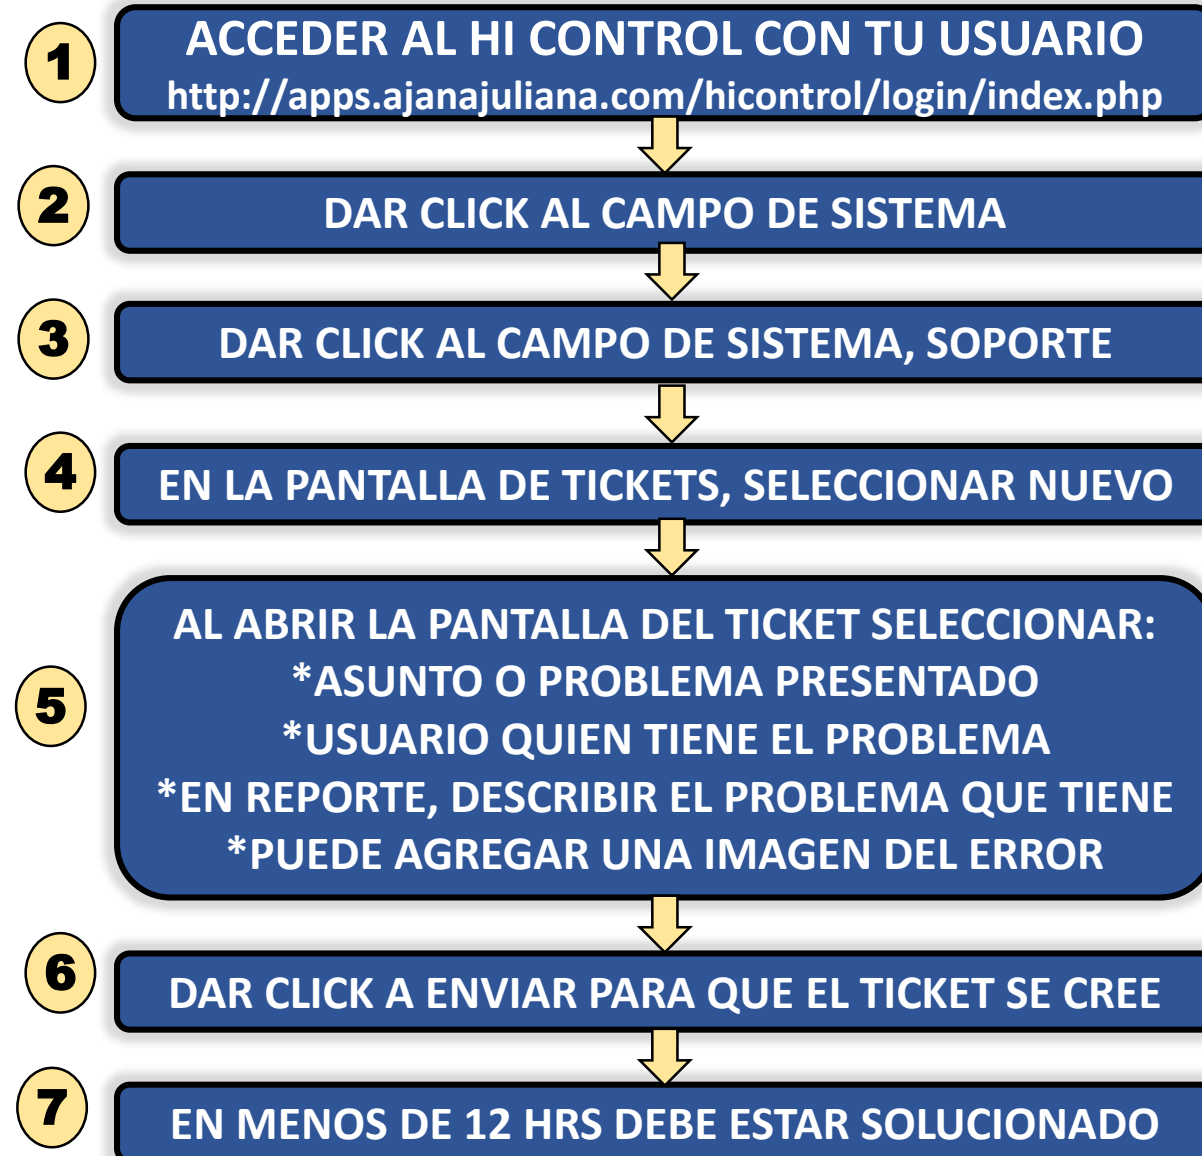 1
ACCEDER AL HI CONTROL CON TU USUARIO
http://apps.ajanajuliana.com/hicontrol/login/index.php
2
DAR CLICK AL CAMPO DE SISTEMA
3
DAR CLICK AL CAMPO DE SISTEMA, SOPORTE
4
EN LA PANTALLA DE TICKETS, SELECCIONAR NUEVO
5
AL ABRIR LA PANTALLA DEL TICKET SELECCIONAR:
*ASUNTO O PROBLEMA PRESENTADO
*USUARIO QUIEN TIENE EL PROBLEMA
*EN REPORTE, DESCRIBIR EL PROBLEMA QUE TIENE
*PUEDE AGREGAR UNA IMAGEN DEL ERROR
6
DAR CLICK A ENVIAR PARA QUE EL TICKET SE CREE
7
EN MENOS DE 12 HRS DEBE ESTAR SOLUCIONADO